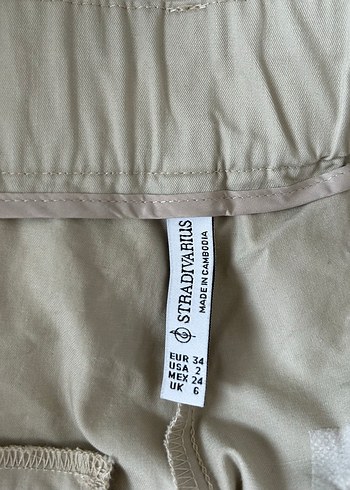 STRADIVARIUS
MADE IN CAMBODIA
EUR 34
USA 2
MEX 24
UK 6